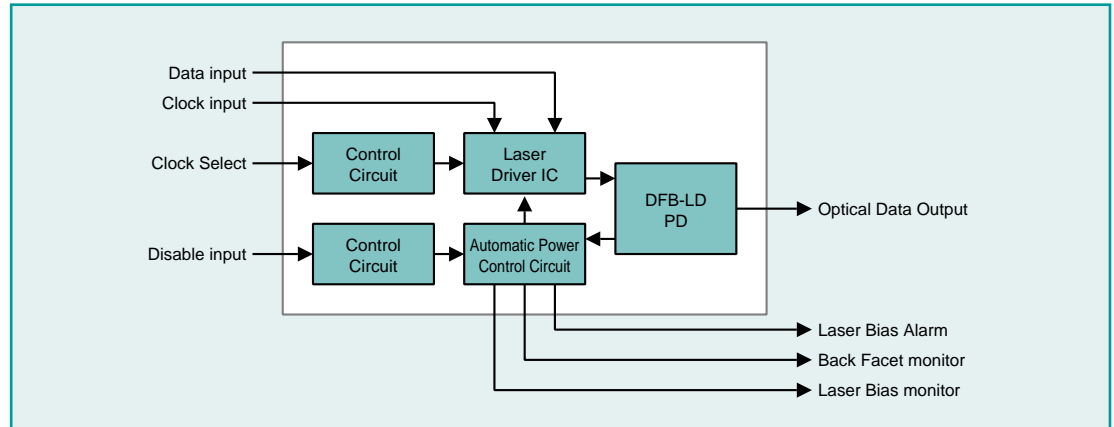 Data input
Clock input
Clock Select
Control
Circuit
Laser
Driver IC
DFB-LD
PD
Optical Data Output
Disable input
Control
Circuit
Automatic Power
Control Circuit
Laser Bias Alarm
Back Facet monitor
Laser Bias monitor